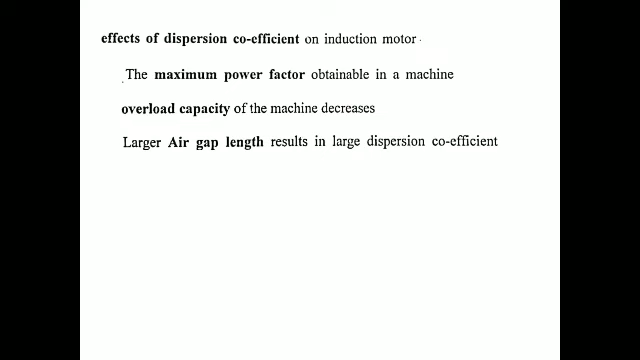 effects of dispersion co-efficient on induction motor
The maximum power factor obtainable in a machine
overload capacity of the machine decreases
Larger Air gap length results in large dispersion co-efficient